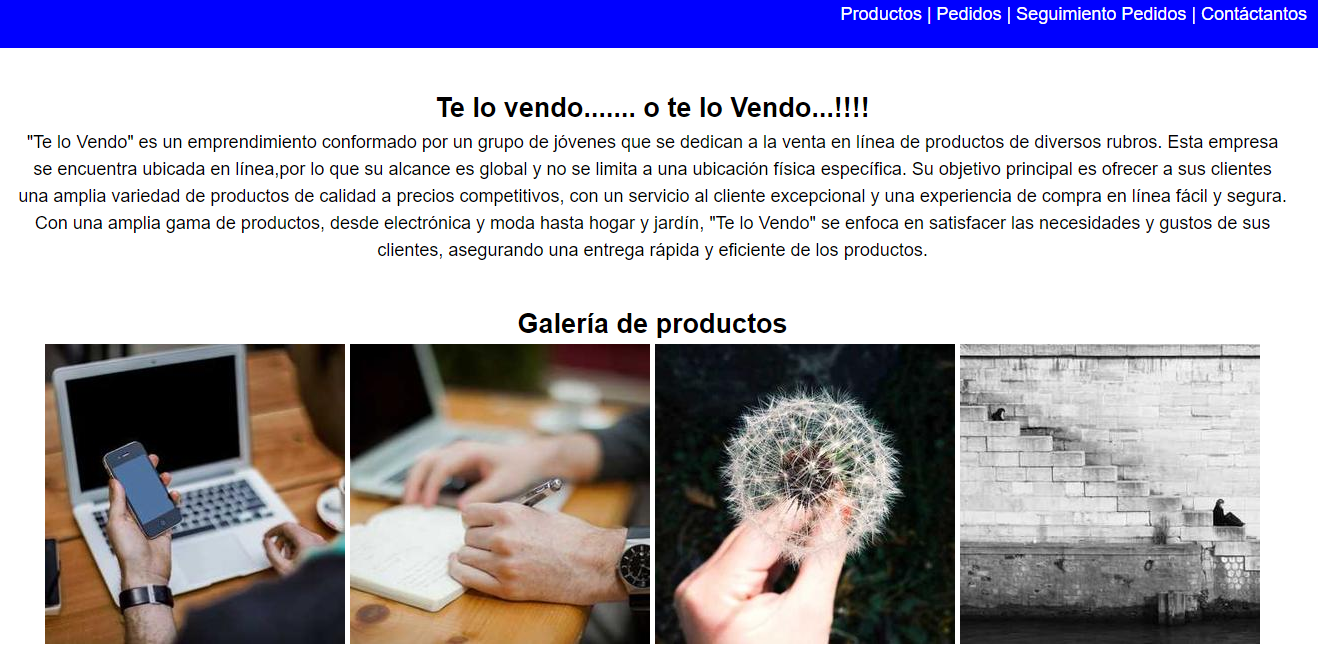 Productos | Pedidos | Seguimiento Pedidos | Contáctantos
Te lo vendo....... o te lo Vendo...!!!!
"Te lo Vendo" es un emprendimiento conformado por un grupo de jóvenes que se dedican a la venta en línea de productos de diversos rubros. Esta empresa
se encuentra ubicada en línea,por lo que su alcance es global y no se limita a una ubicación física específica. Su objetivo principal es ofrecer a sus clientes
una amplia variedad de productos de calidad a precios competitivos, con un servicio al cliente excepcional y una experiencia de compra en línea fácil y segura.
Con una amplia gama de productos, desde electrónica y moda hasta hogar y jardín, "Te lo Vendo" se enfoca en satisfacer las necesidades y gustos de sus
clientes, asegurando una entrega rápida y eficiente de los productos.
Galería de productos